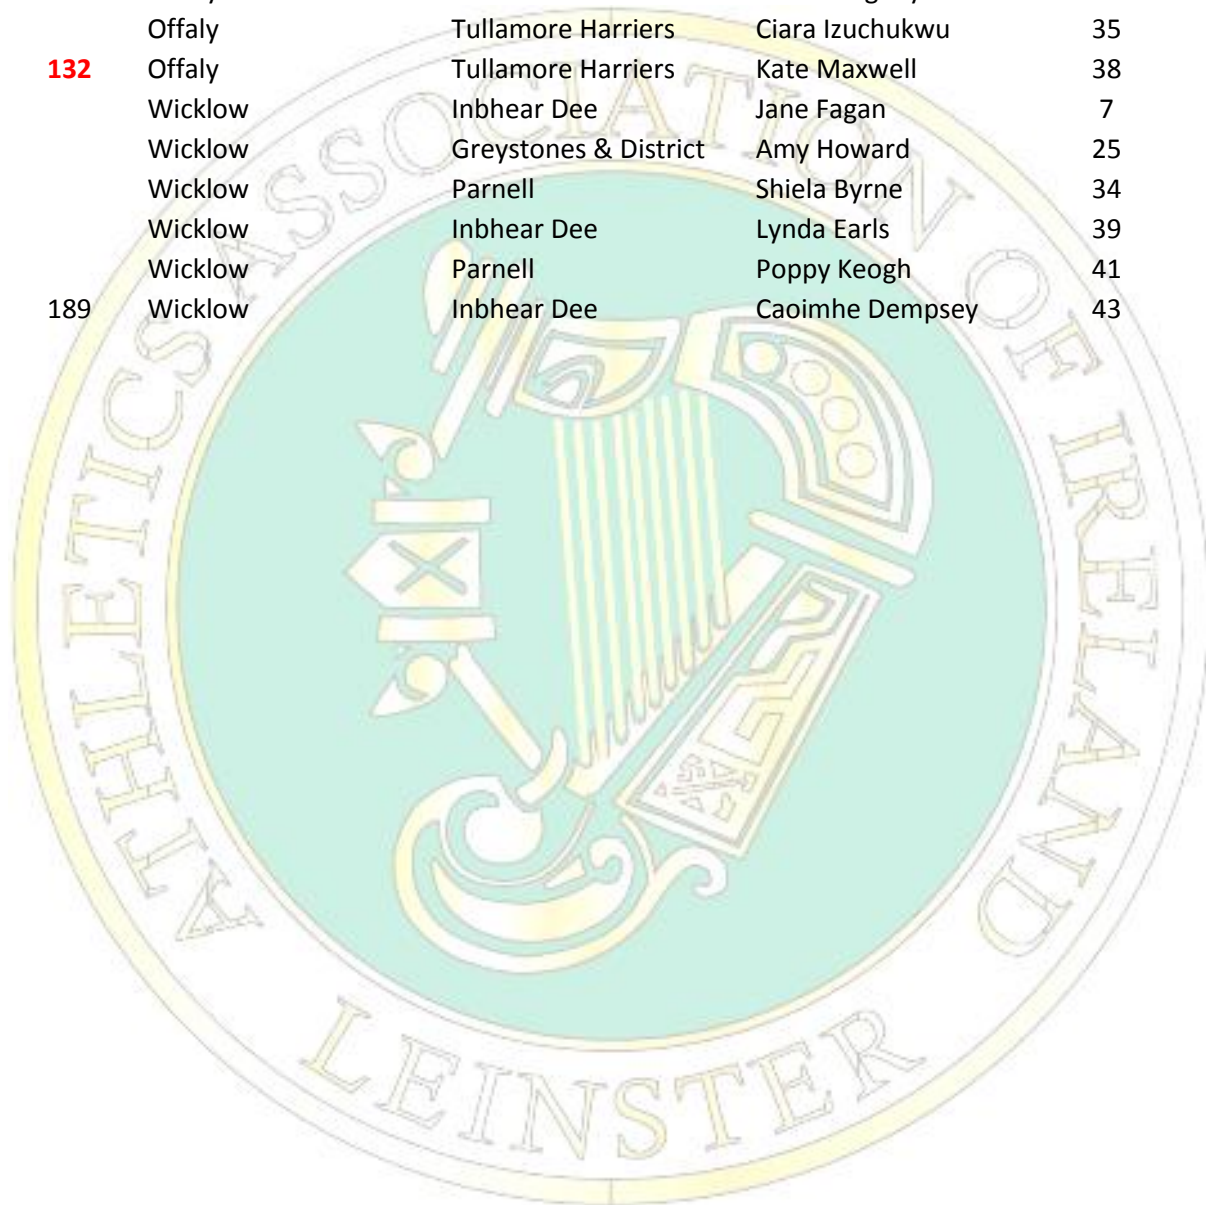 Offaly Tullamore Harriers Ciara Izuchukwu 35
132 Offaly Tullamore Harriers Kate Maxwell 38
Wicklow Inbhear Dee Jane Fagan 7
Wicklow Greystones & District Amy Howard 25
Wicklow Parnell Shiela Byrne 34
Wicklow Inbhear Dee Lynda Earls 39
Wicklow Parnell Poppy Keogh 41
189 Wicklow Inbhear Dee Caoimhe Dempsey 43
ATHLETICS ASSOCIATION OF IRELAND
LEINSTER